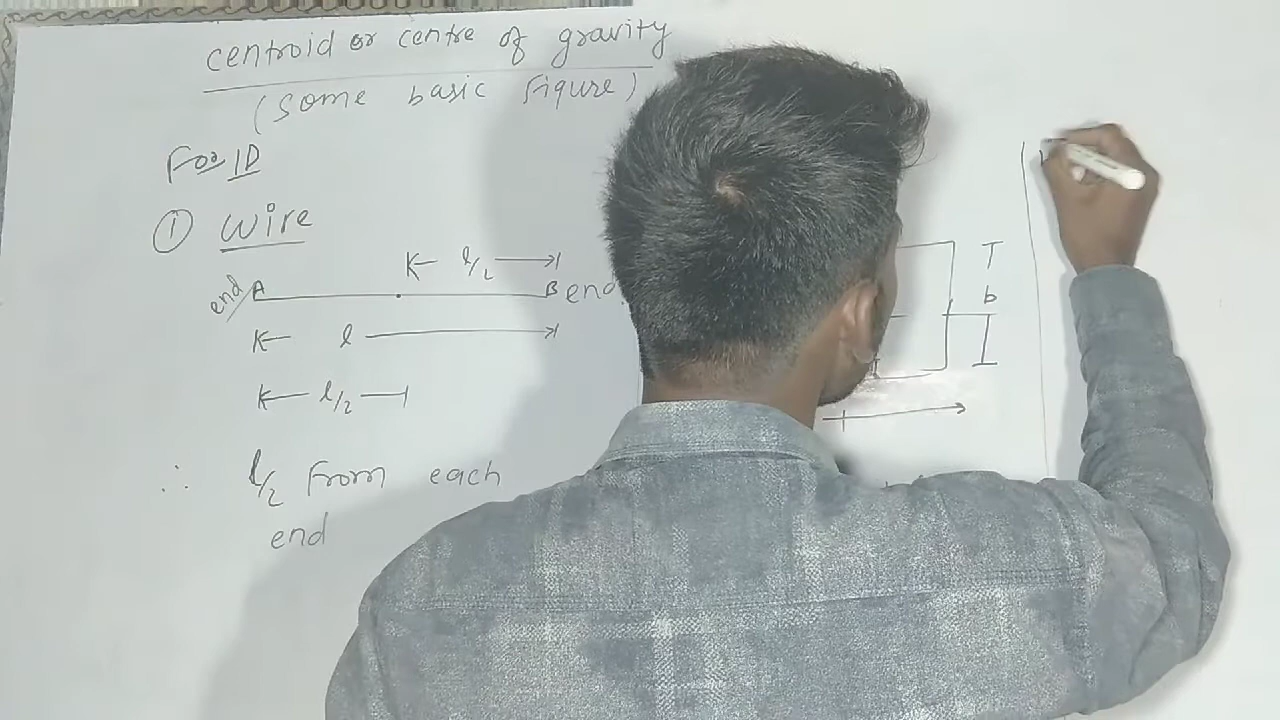 centroid or centre of gravity
(some basic figure)
For 1D
① wire
l/2
end A B end
l
l/2
∴ l/2 from each
end
b